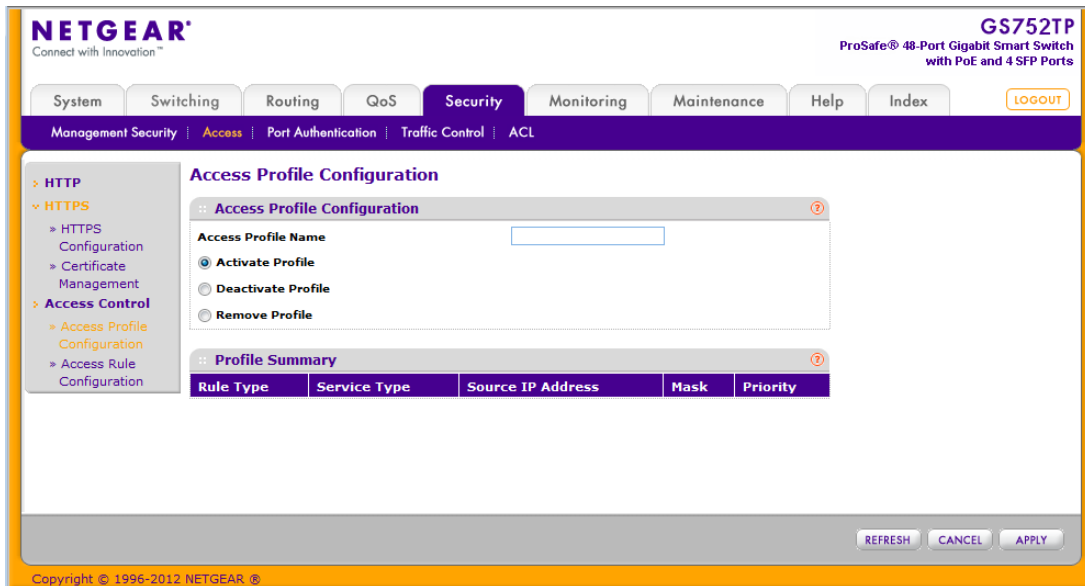 NETGEAR®
Connect with Innovation™
GS752TP
ProSafe® 48-Port Gigabit Smart Switch
with PoE and 4 SFP Ports
System Switching Routing QoS Security Monitoring Maintenance Help Index LOGOUT
Management Security | Access | Port Authentication | Traffic Control | ACL
HTTP
HTTPS
» HTTPS
Configuration
» Certificate
Management
Access Control
» Access Profile
Configuration
» Access Rule
Configuration
Access Profile Configuration
Access Profile Configuration ?
Access Profile Name
Activate Profile
Deactivate Profile
Remove Profile
Profile Summary ?
Rule Type Service Type Source IP Address Mask Priority
REFRESH CANCEL APPLY
Copyright © 1996-2012 NETGEAR ®